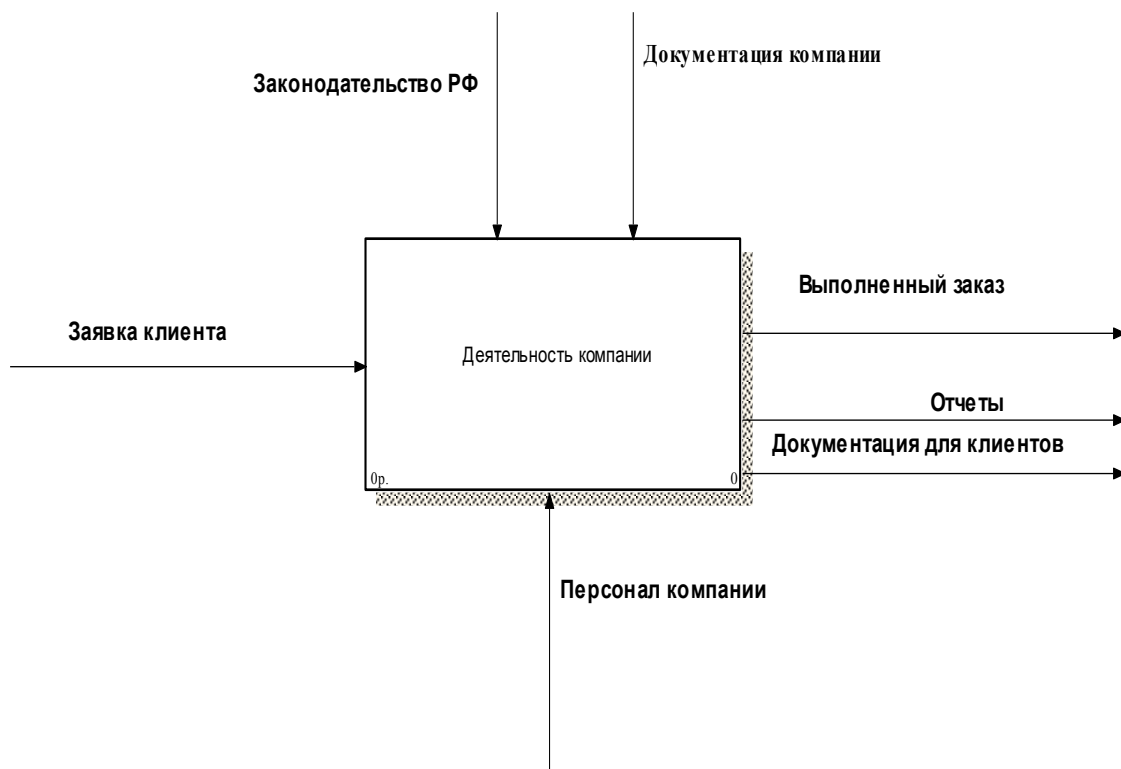 Документация компании
Законодательство РФ
Выполненный заказ
Заявка клиента
Деятельность компании
Отчеты
Документация для клиентов
0р.
0
Персонал компании